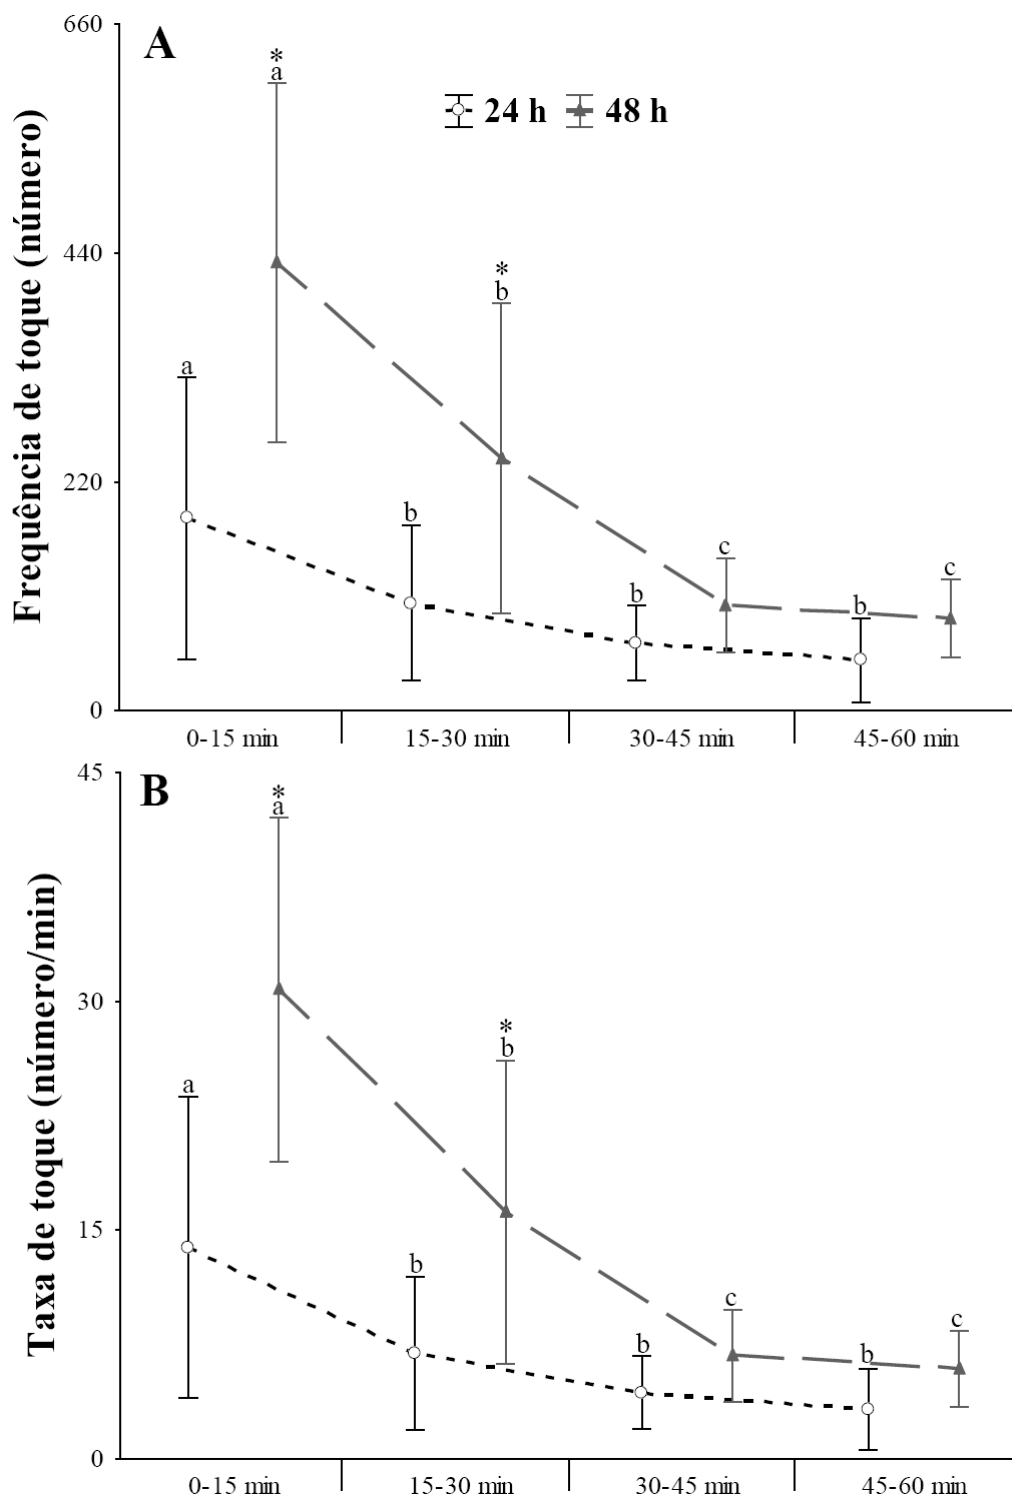 660
A
*
a
24 h 48 h
Frequência de toque (número)
440
*
b
a
220
b
c
b
c
b
0
0-15 min 15-30 min 30-45 min 45-60 min
45
B
*
a
Taxa de toque (número/min)
30
*
b
a
15
b
c
b
c
b
0
0-15 min 15-30 min 30-45 min 45-60 min